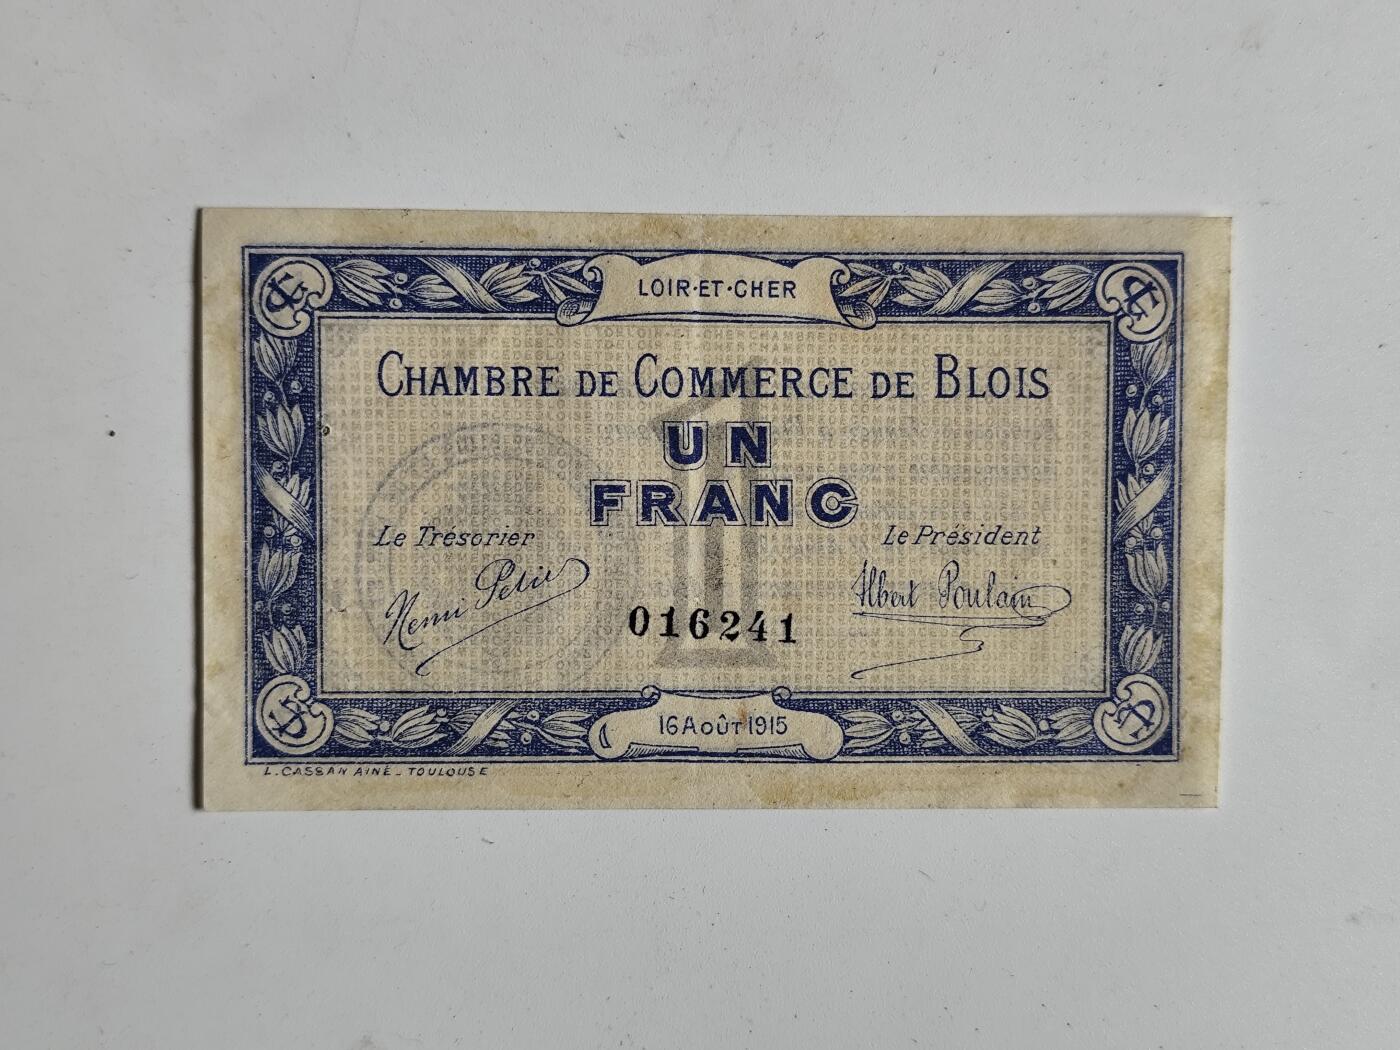 LOIR·ET·CHER
CHAMBRE DE COMMERCE DE BLOIS
1
UN
FRANC
Le Trésorier
Le Président
Henri Petit
Albert Poulain
016241
16 AOÛT 1915
L. CASSAN AINÉ - TOULOUSE